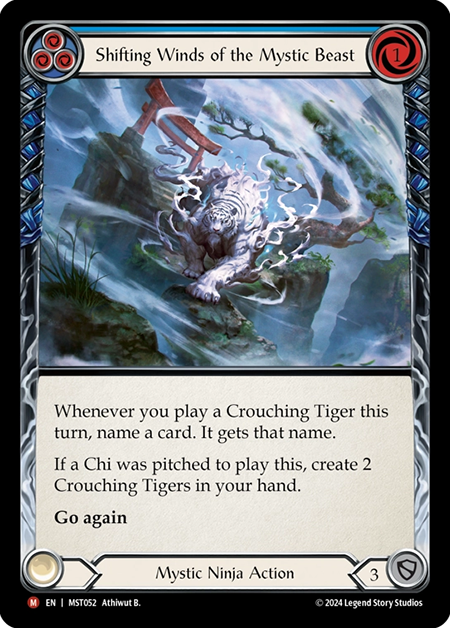 Shifting Winds of the Mystic Beast
1
Whenever you play a Crouching Tiger this
turn, name a card. It gets that name.
If a Chi was pitched to play this, create 2
Crouching Tigers in your hand.
Go again
Mystic Ninja Action
3
M EN | MST052 Athiwut B.
© 2024 Legend Story Studios